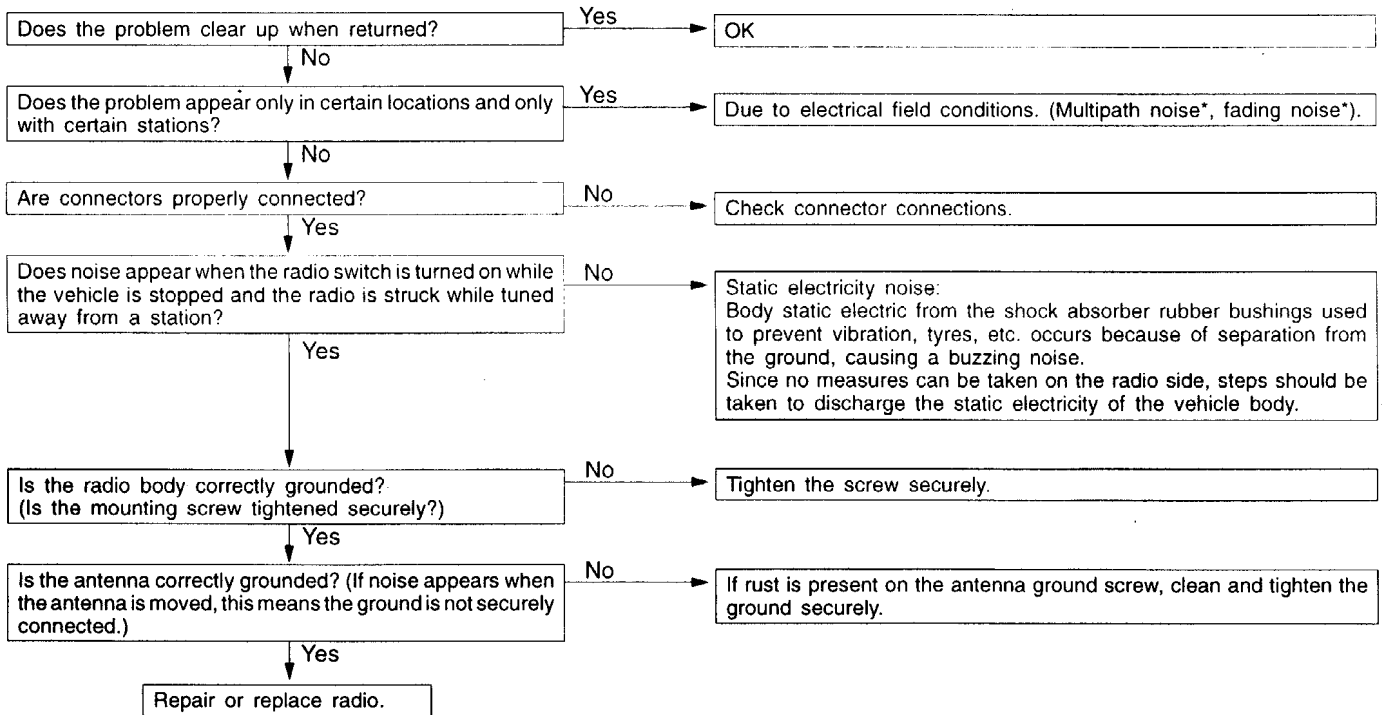 Does the problem clear up when returned?
Yes
OK
No
Does the problem appear only in certain locations and only
with certain stations?
Yes
Due to electrical field conditions. (Multipath noise*, fading noise*).
No
Are connectors properly connected?
No
Check connector connections.
Yes
Does noise appear when the radio switch is turned on while
the vehicle is stopped and the radio is struck while tuned
away from a station?
No
Static electricity noise:
Body static electric from the shock absorber rubber bushings used
to prevent vibration, tyres, etc. occurs because of separation from
the ground, causing a buzzing noise.
Since no measures can be taken on the radio side, steps should be
taken to discharge the static electricity of the vehicle body.
Yes
Is the radio body correctly grounded?
(Is the mounting screw tightened securely?)
No
Tighten the screw securely.
Yes
Is the antenna correctly grounded? (If noise appears when
the antenna is moved, this means the ground is not securely
connected.)
No
If rust is present on the antenna ground screw, clean and tighten the
ground securely.
Yes
Repair or replace radio.